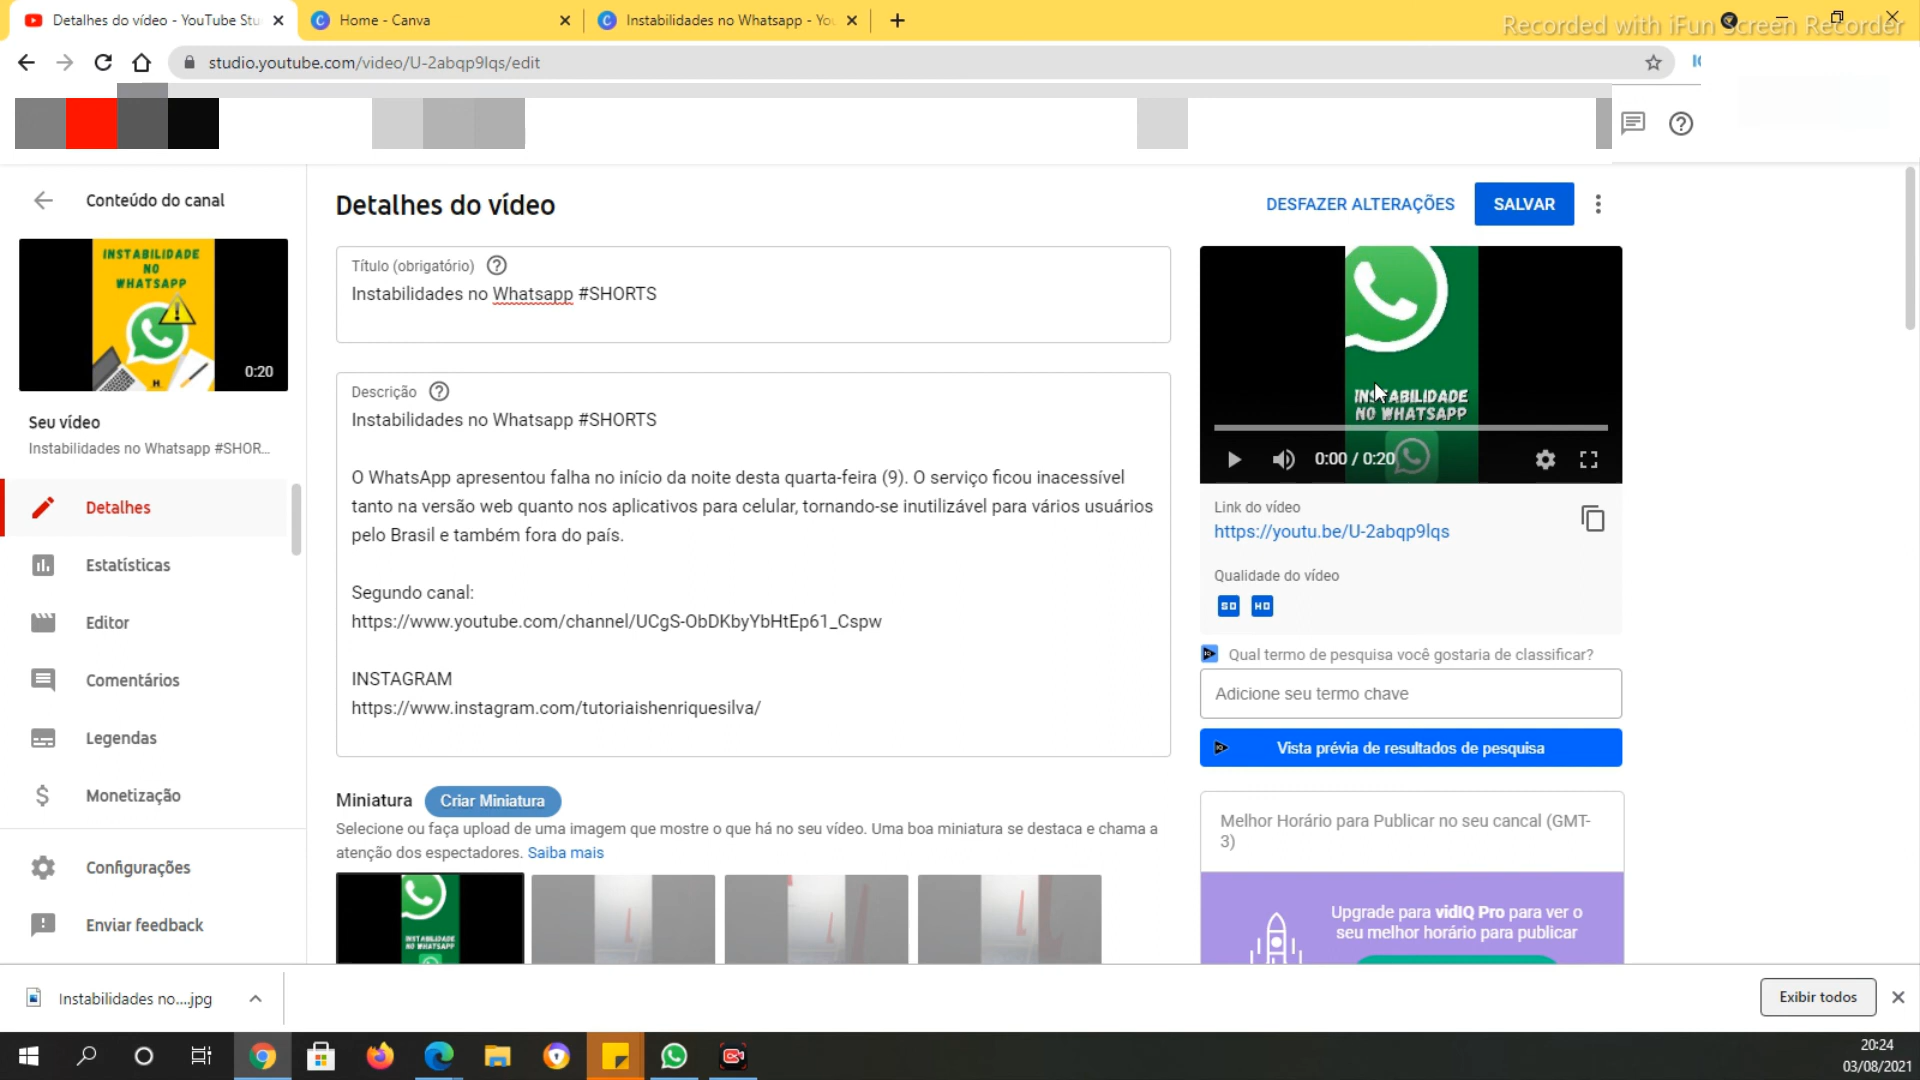 Detalhes do vídeo - YouTube Stu
Home - Canva
Instabilidades no Whatsapp - You
Recorded with iFun Screen Recorder
studio.youtube.com/video/U-2abqp9lqs/edit
Conteúdo do canal
INSTABILIDADE
NO
WHATSAPP
H
0:20
Seu vídeo
Instabilidades no Whatsapp #SHOR...
Detalhes
Estatísticas
Editor
Comentários
Legendas
Monetização
Configurações
Enviar feedback
Detalhes do vídeo
DESFAZER ALTERAÇÕES
SALVAR
Título (obrigatório)
Instabilidades no Whatsapp #SHORTS
Descrição
Instabilidades no Whatsapp #SHORTS
O WhatsApp apresentou falha no início da noite desta quarta-feira (9). O serviço ficou inacessível
tanto na versão web quanto nos aplicativos para celular, tornando-se inutilizável para vários usuários
pelo Brasil e também fora do país.
Segundo canal:
https://www.youtube.com/channel/UCgS-ObDKbyYbHtEp61_Cspw
INSTAGRAM
https://www.instagram.com/tutoriaishenriquesilva/
Miniatura
Criar Miniatura
Selecione ou faça upload de uma imagem que mostre o que há no seu vídeo. Uma boa miniatura se destaca e chama a
atenção dos espectadores. Saiba mais
INSTABILIDADE
NO WHATSAPP
INSTABILIDADE
NO WHATSAPP
0:00 / 0:20
Link do vídeo
https://youtu.be/U-2abqp9lqs
Qualidade do vídeo
SD
HD
Qual termo de pesquisa você gostaria de classificar?
Adicione seu termo chave
Vista prévia de resultados de pesquisa
Melhor Horário para Publicar no seu cancal (GMT-
3)
Upgrade para vidIQ Pro para ver o
seu melhor horário para publicar
Instabilidades no....jpg
Exibir todos
20:24
03/08/2021